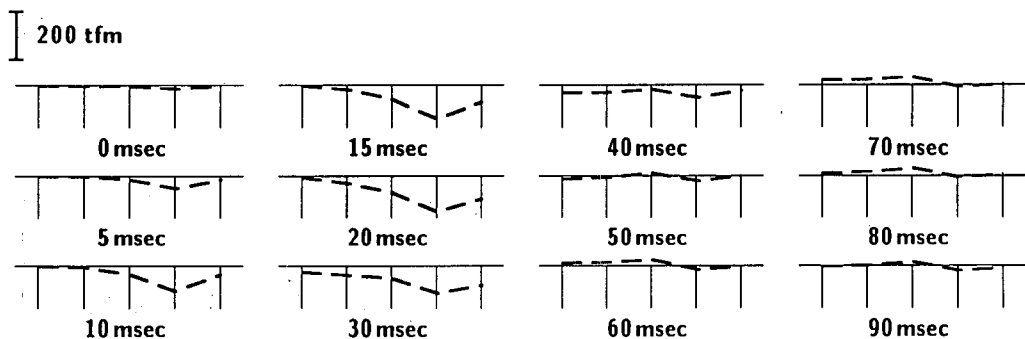 200 tfm
0 msec
15 msec
40 msec
70 msec
5 msec
20 msec
50 msec
80 msec
10 msec
30 msec
60 msec
90 msec